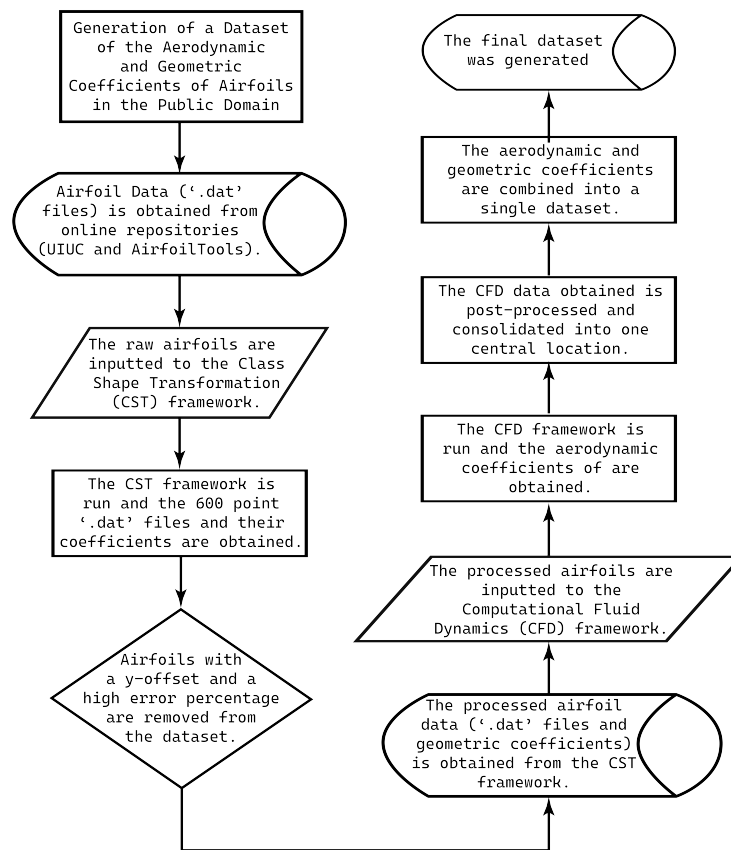 Generation of a Dataset
of the Aerodynamic
and Geometric
Coefficients of Airfoils
in the Public Domain
Airfoil Data (‘.dat’
files) is obtained from
online repositories
(UIUC and AirfoilTools).
The raw airfoils are
inputted to the Class
Shape Transformation
(CST) framework.
The CST framework is
run and the 600 point
‘.dat’ files and their
coefficients are obtained.
Airfoils with
a y-offset and a
high error percentage
are removed from
the dataset.
The processed airfoil
data (‘.dat’ files and
geometric coefficients)
is obtained from the CST
framework.
The processed airfoils are
inputted to the
Computational Fluid
Dynamics (CFD) framework.
The CFD framework is
run and the aerodynamic
coefficients of are
obtained.
The CFD data obtained is
post-processed and
consolidated into one
central location.
The aerodynamic and
geometric coefficients
are combined into a
single dataset.
The final dataset
was generated